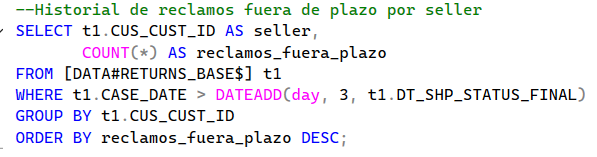 --Historial de reclamos fuera de plazo por seller
SELECT t1.CUS_CUST_ID AS seller,
COUNT(*) AS reclamos_fuera_plazo
FROM [DATA#RETURNS_BASE$] t1
WHERE t1.CASE_DATE > DATEADD(day, 3, t1.DT_SHP_STATUS_FINAL)
GROUP BY t1.CUS_CUST_ID
ORDER BY reclamos_fuera_plazo DESC;